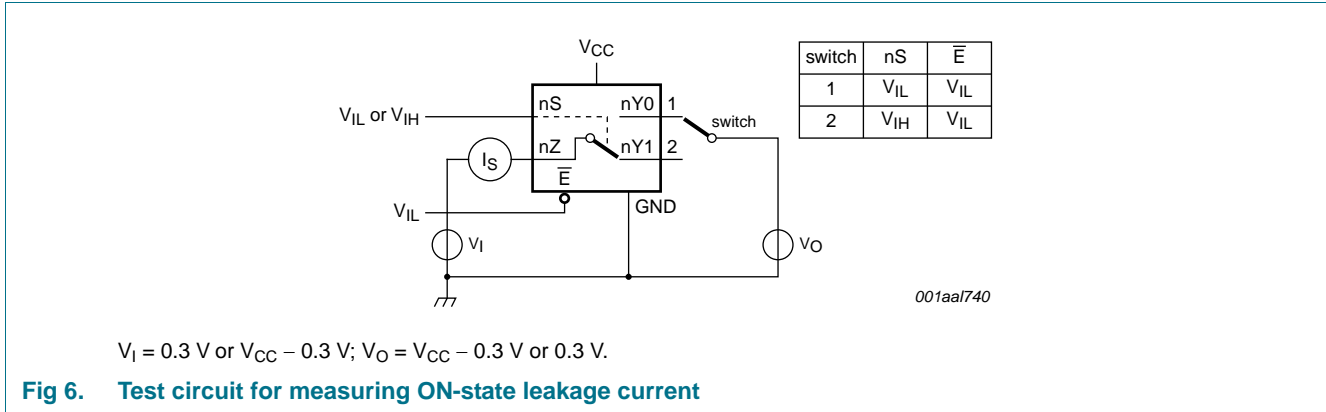 VCC
switch nS E̅
1 VIL VIL
2 VIH VIL
VIL or VIH
nS nY0 1
switch
IS
nZ nY1 2
E̅
VIL
GND
VI
VO
001aal740
VI = 0.3 V or VCC − 0.3 V; VO = VCC − 0.3 V or 0.3 V.
Fig 6. Test circuit for measuring ON-state leakage current